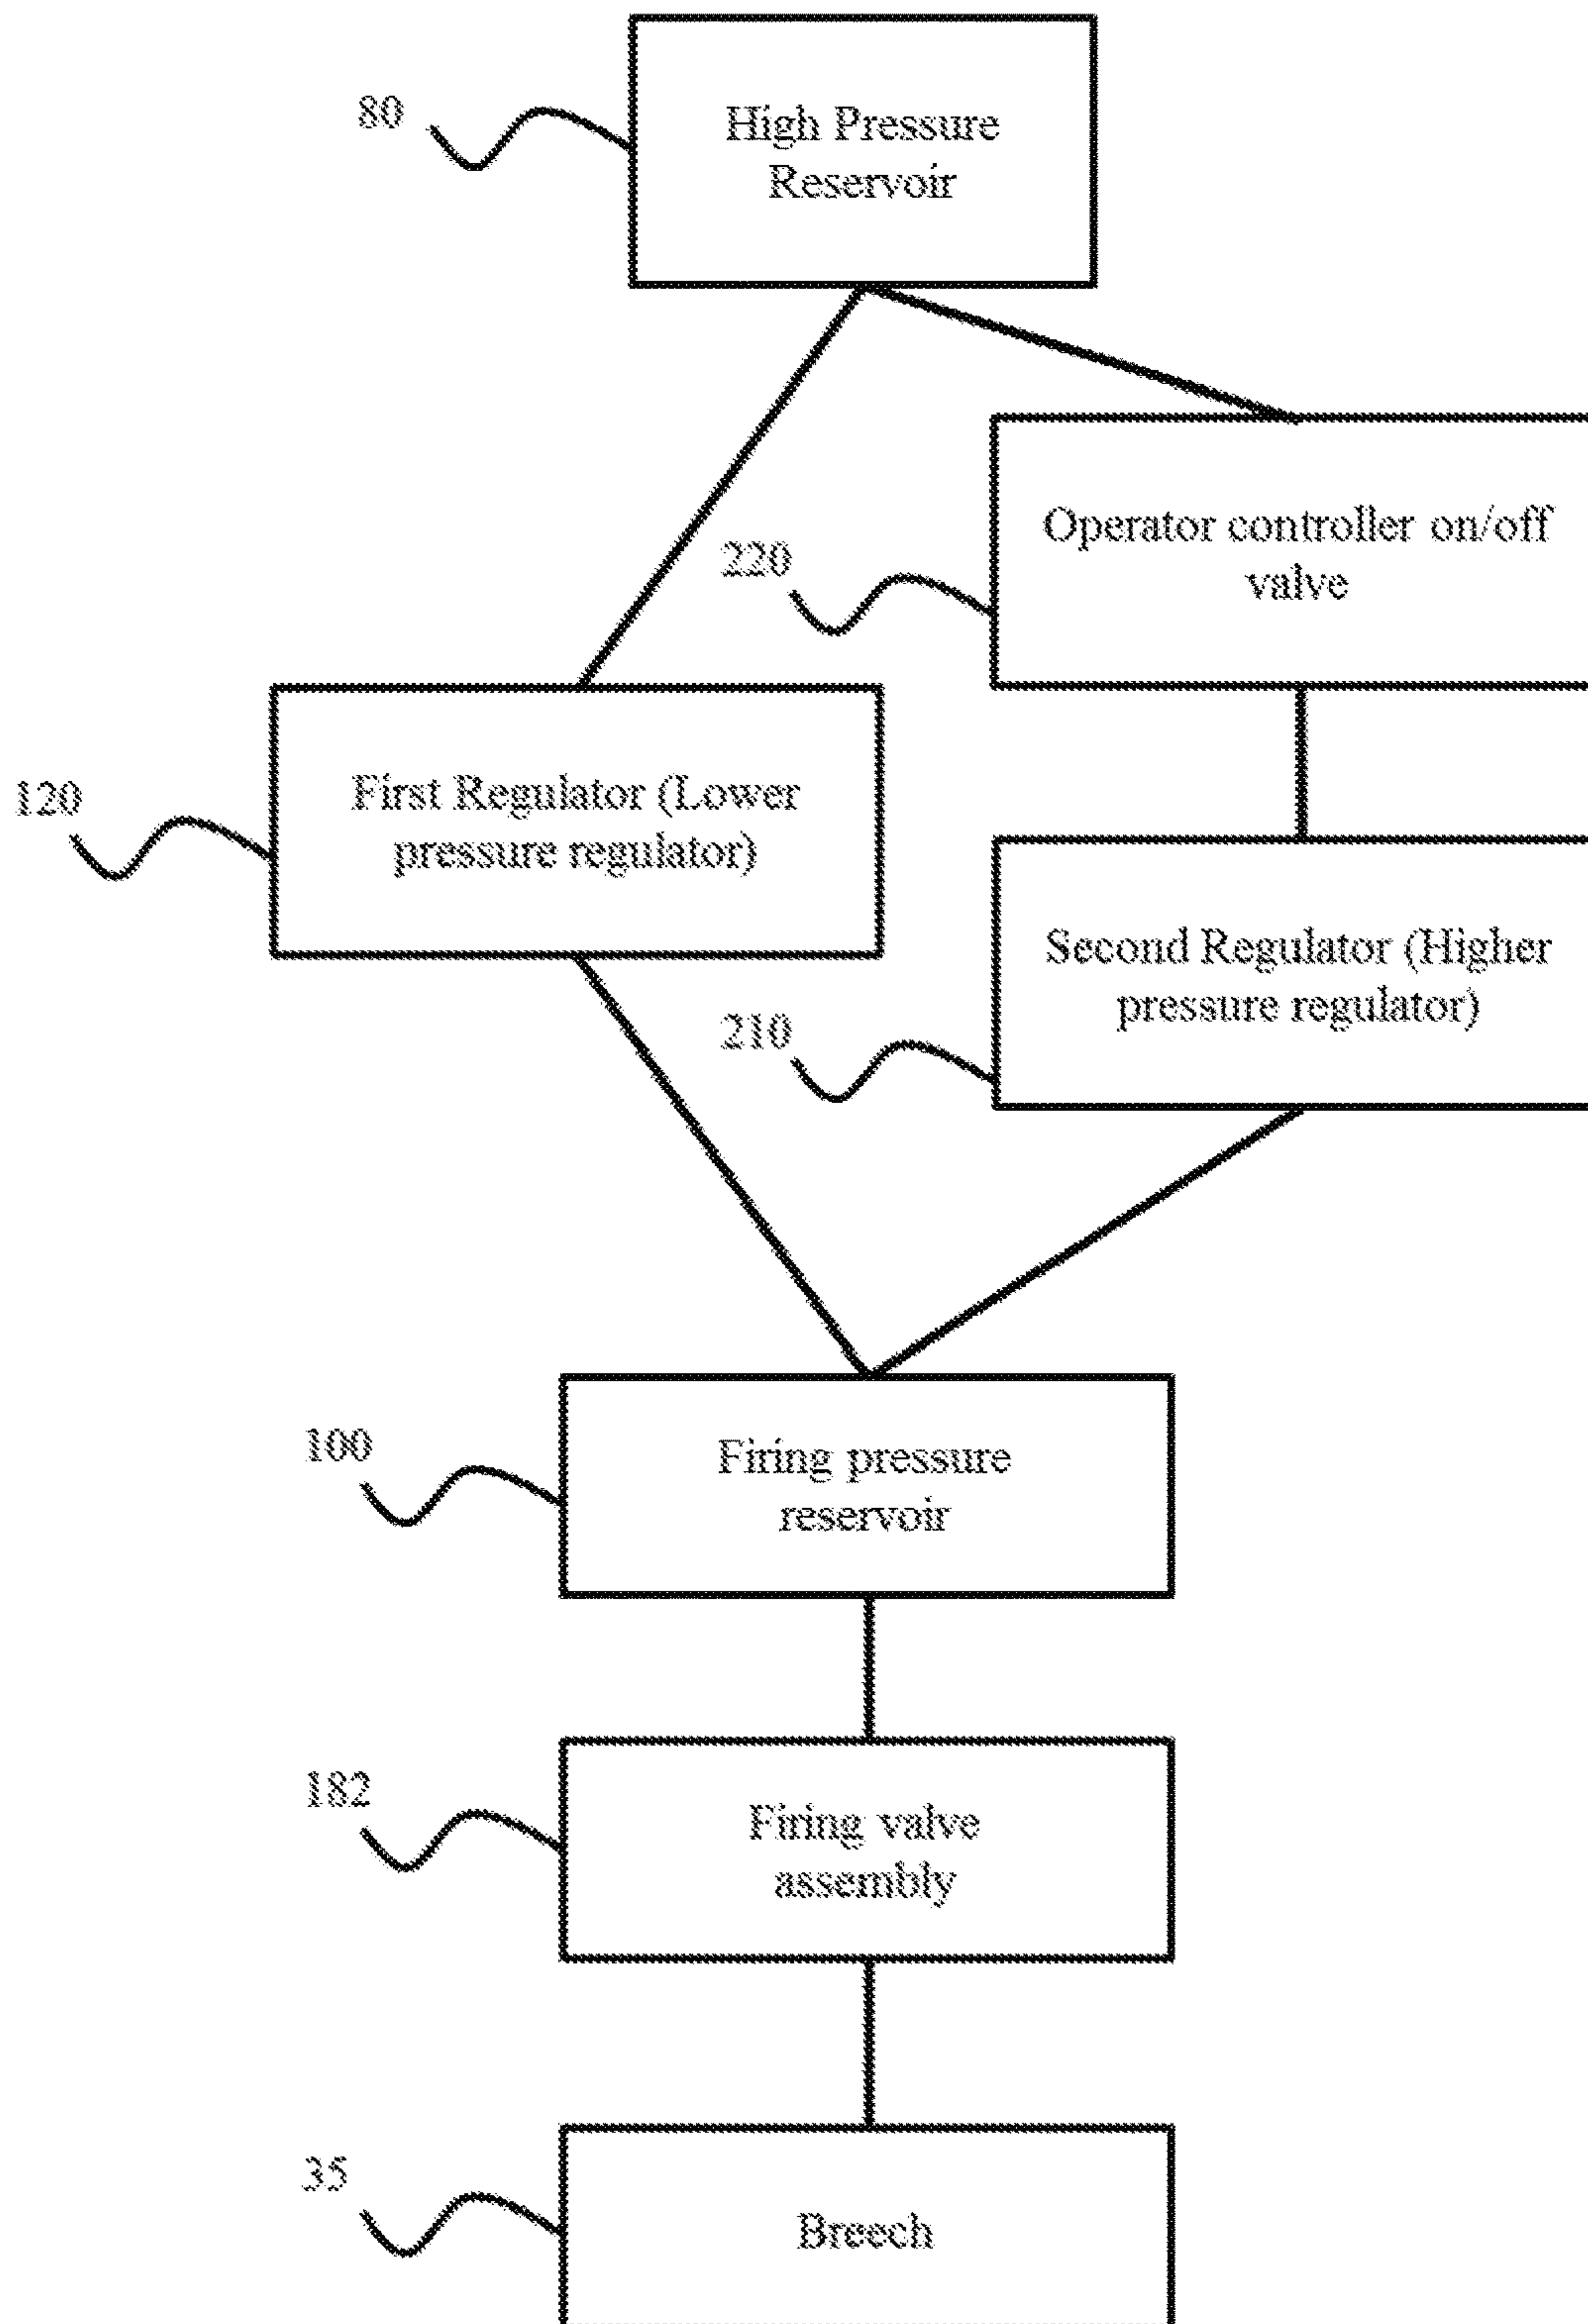 80
High Pressure
Reservoir
220
Operator controller on/off
valve
120
First Regulator (Lower
pressure regulator)
210
Second Regulator (Higher
pressure regulator)
100
Firing pressure
reservoir
182
Firing valve
assembly
35
Breech